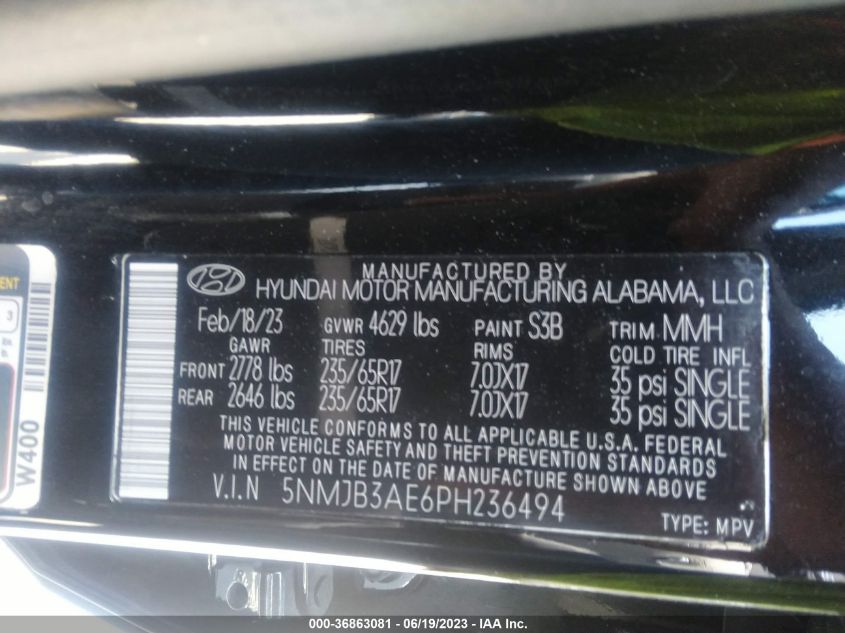 MANUFACTURED BY
HYUNDAI MOTOR MANUFACTURING ALABAMA, LLC
Feb/18/23 GVWR 4629 lbs PAINT S3B TRIM MMH
GAWR TIRES RIMS COLD TIRE INFL
FRONT 2778 lbs 235/65R17 7.0JX17 35 psi SINGLE
REAR 2646 lbs 235/65R17 7.0JX17 35 psi SINGLE
THIS VEHICLE CONFORMS TO ALL APPLICABLE U.S.A. FEDERAL
MOTOR VEHICLE SAFETY AND THEFT PREVENTION STANDARDS
IN EFFECT ON THE DATE OF MANUFACTURE SHOWN ABOVE
V.I.N 5NMJB3AE6PH236494
TYPE: MPV
W400
000-36863081 - 06/19/2023 - IAA Inc.